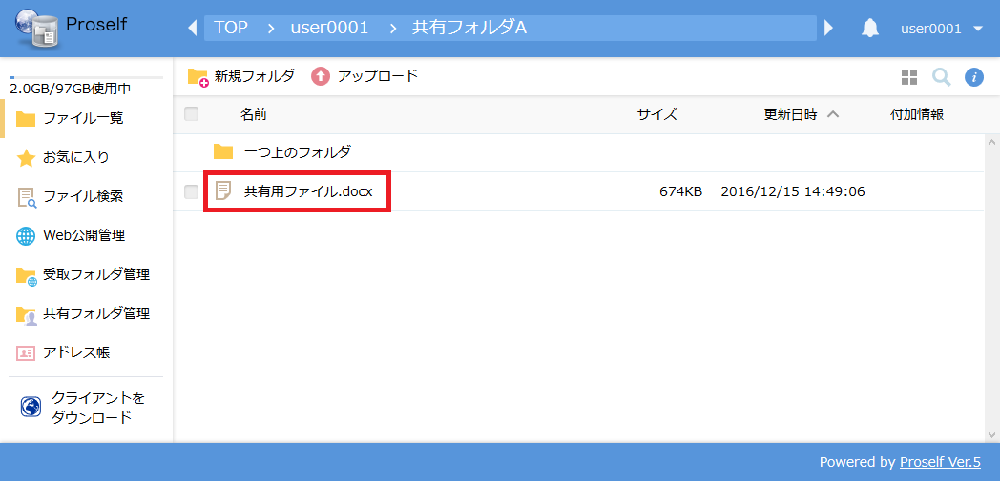 Proself
TOP > user0001 > 共有フォルダA
user0001
2.0GB/97GB使用中
ファイル一覧
お気に入り
ファイル検索
Web公開管理
受取フォルダ管理
共有フォルダ管理
アドレス帳
クライアントを
ダウンロード
新規フォルダ アップロード
名前 サイズ 更新日時 付加情報
一つ上のフォルダ
共有用ファイル.docx 674KB 2016/12/15 14:49:06
Powered by Proself Ver.5